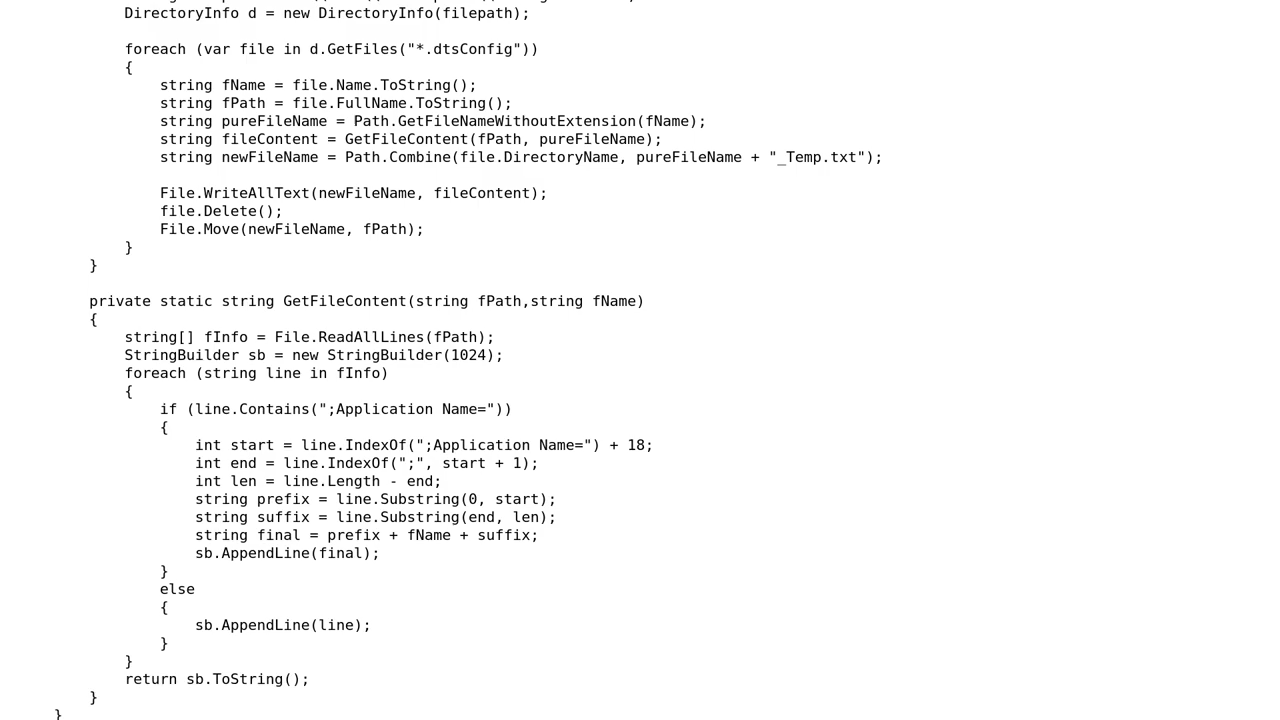 DirectoryInfo d = new DirectoryInfo(filepath);
foreach (var file in d.GetFiles("*.dtsConfig"))
{
string fName = file.Name.ToString();
string fPath = file.FullName.ToString();
string pureFileName = Path.GetFileNameWithoutExtension(fName);
string fileContent = GetFileContent(fPath, pureFileName);
string newFileName = Path.Combine(file.DirectoryName, pureFileName + "_Temp.txt");
File.WriteAllText(newFileName, fileContent);
file.Delete();
File.Move(newFileName, fPath);
}
}
private static string GetFileContent(string fPath,string fName)
{
string[] fInfo = File.ReadAllLines(fPath);
StringBuilder sb = new StringBuilder(1024);
foreach (string line in fInfo)
{
if (line.Contains(";Application Name="))
{
int start = line.IndexOf(";Application Name=") + 18;
int end = line.IndexOf(";", start + 1);
int len = line.Length - end;
string prefix = line.Substring(0, start);
string suffix = line.Substring(end, len);
string final = prefix + fName + suffix;
sb.AppendLine(final);
}
else
{
sb.AppendLine(line);
}
}
return sb.ToString();
}
}